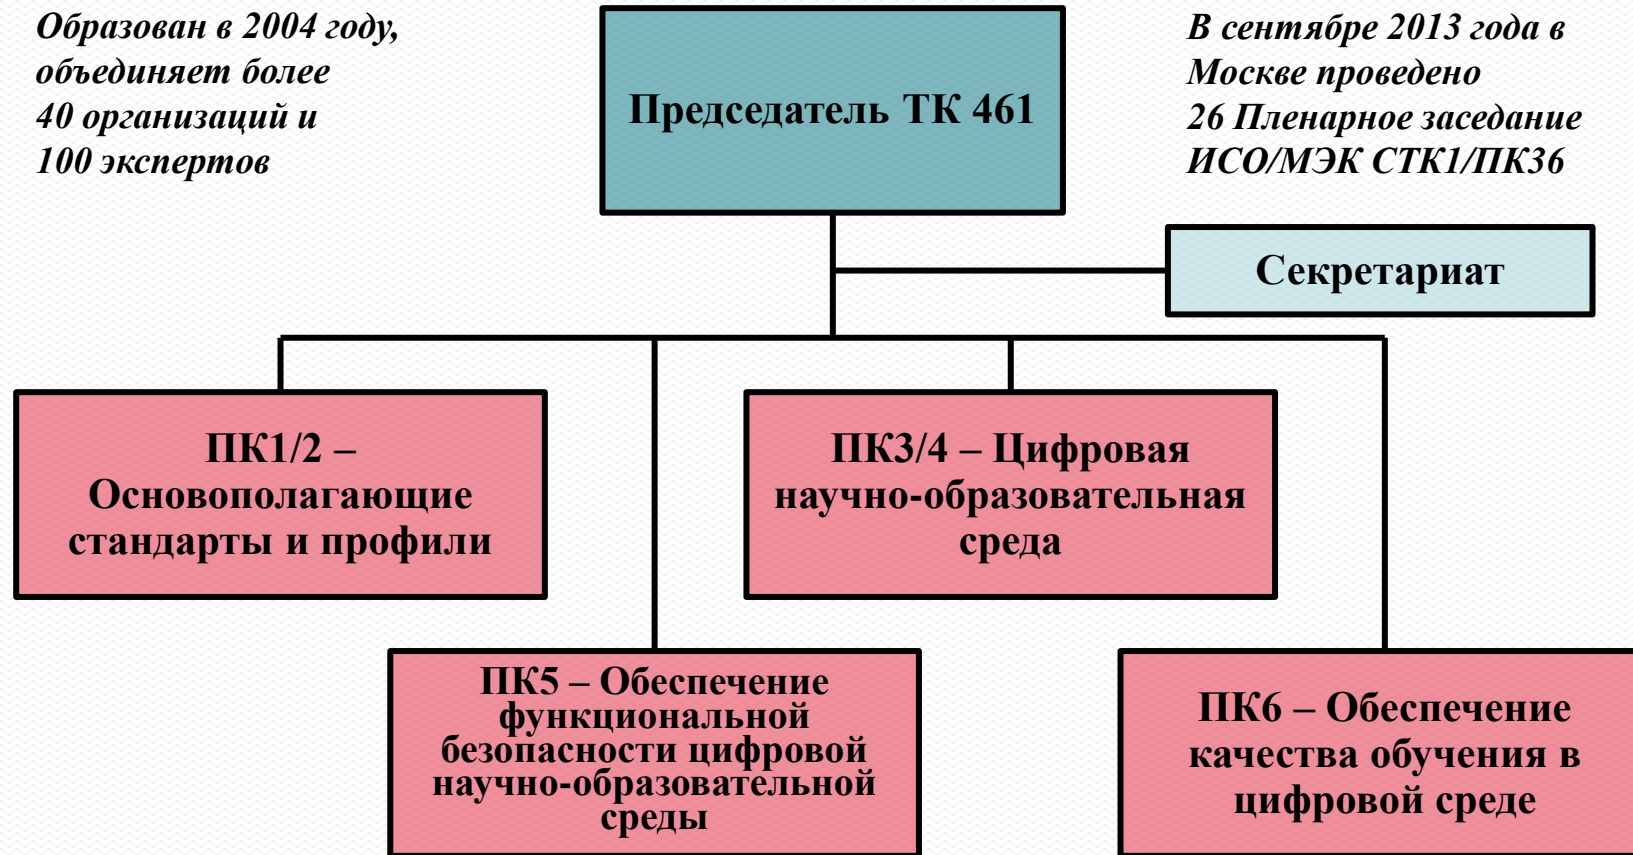 Образован в 2004 году,
объединяет более
40 организаций и
100 экспертов
Председатель ТК 461
В сентябре 2013 года в
Москве проведено
26 Пленарное заседание
ИСО/МЭК СТК1/ПК36
Секретариат
ПК1/2 –
Основополагающие
стандарты и профили
ПК3/4 – Цифровая
научно-образовательная
среда
ПК5 – Обеспечение
функциональной
безопасности цифровой
научно-образовательной
среды
ПК6 – Обеспечение
качества обучения в
цифровой среде